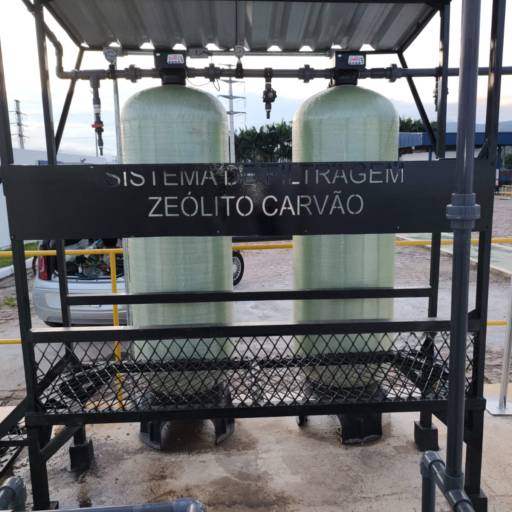 SISTEMA DE FILTRAGEM
ZEÓLITO CARVÃO